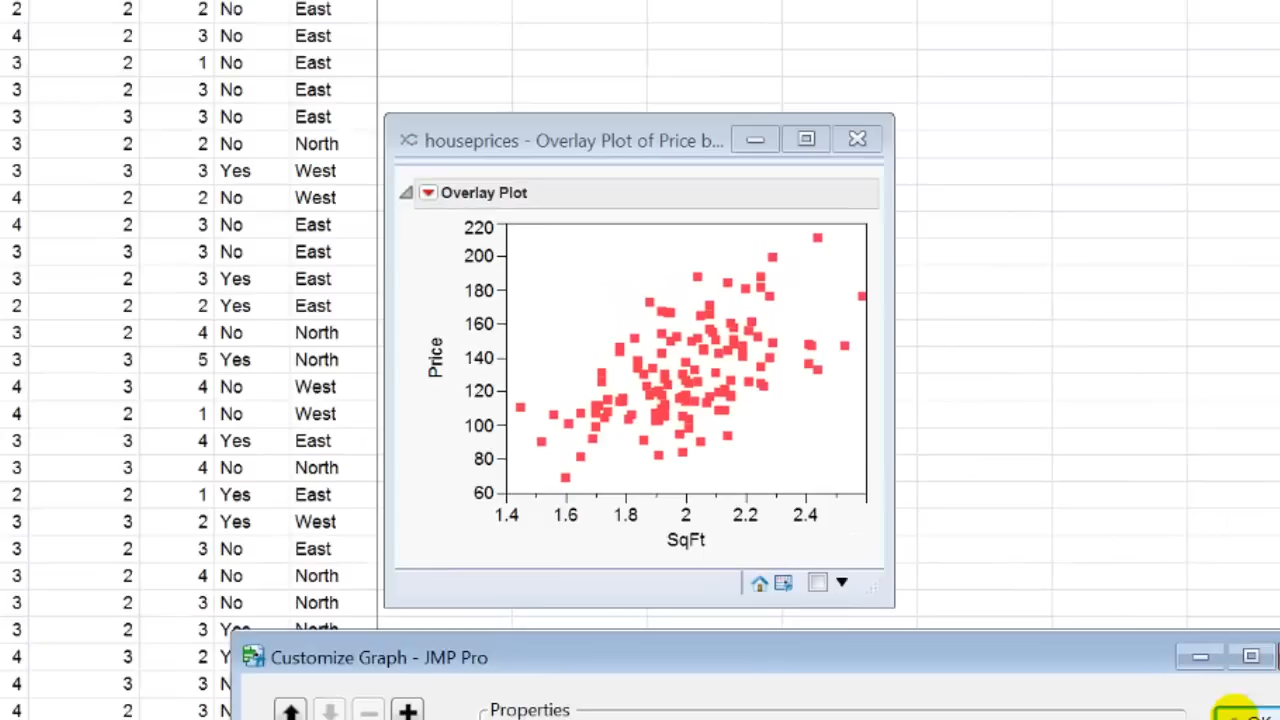 2 2 2 No East
4 2 3 No East
3 2 1 No East
3 2 3 No East
3 3 3 No East
3 2 2 No North
3 3 3 Yes West
4 2 2 No West
4 2 3 No East
3 3 3 No East
3 2 3 Yes East
2 2 2 Yes East
3 2 4 No North
3 3 5 Yes North
4 3 4 No West
4 2 1 No West
3 3 4 Yes East
3 3 4 No North
2 2 1 Yes East
3 3 2 Yes West
3 2 3 No East
3 2 4 No North
3 2 3 No North
3 2 3 Yes North
4 3 2 Y
3 3 3 N
4 2 3 N
houseprices - Overlay Plot of Price b...
Overlay Plot
220
200
180
160
140
120
100
80
60
Price
1.4 1.6 1.8 2 2.2 2.4
SqFt
Customize Graph - JMP Pro
Properties